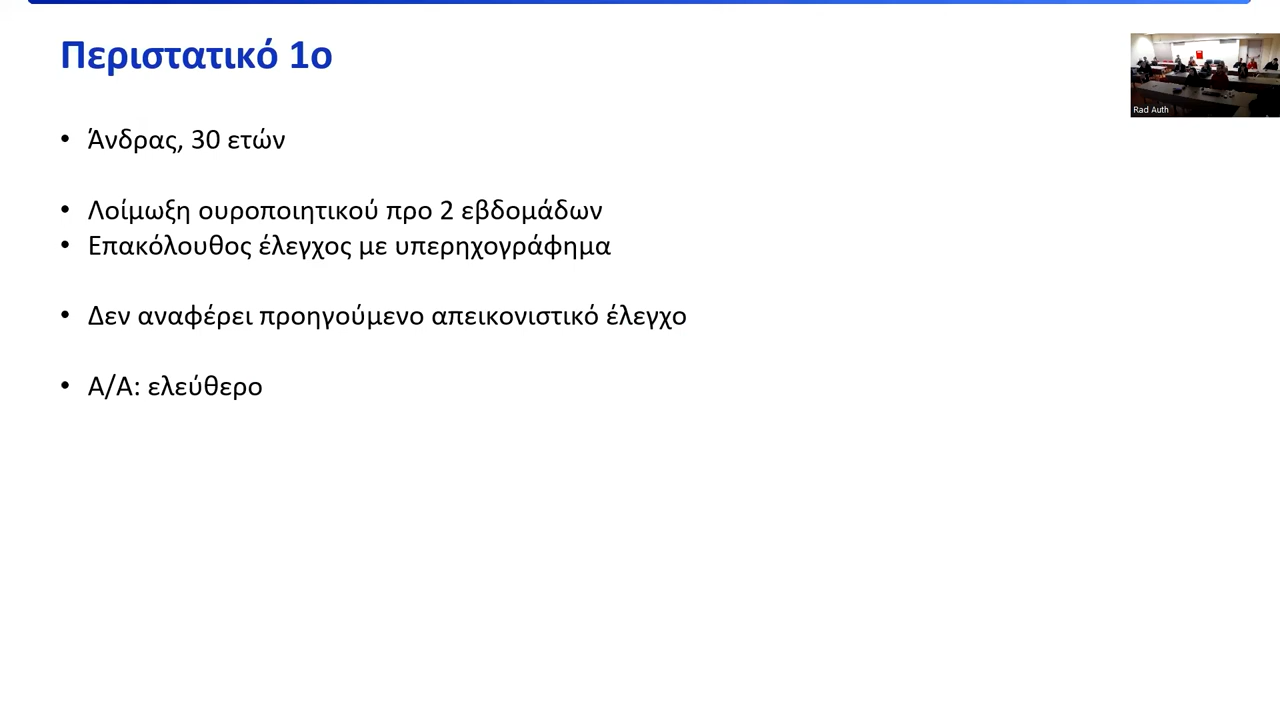 Περιστατικό 1ο
Rad Auth
• Άνδρας, 30 ετών
• Λοίμωξη ουροποιητικού προ 2 εβδομάδων
• Επακόλουθος έλεγχος με υπερηχογράφημα
• Δεν αναφέρει προηγούμενο απεικονιστικό έλεγχο
• Α/Α: ελεύθερο